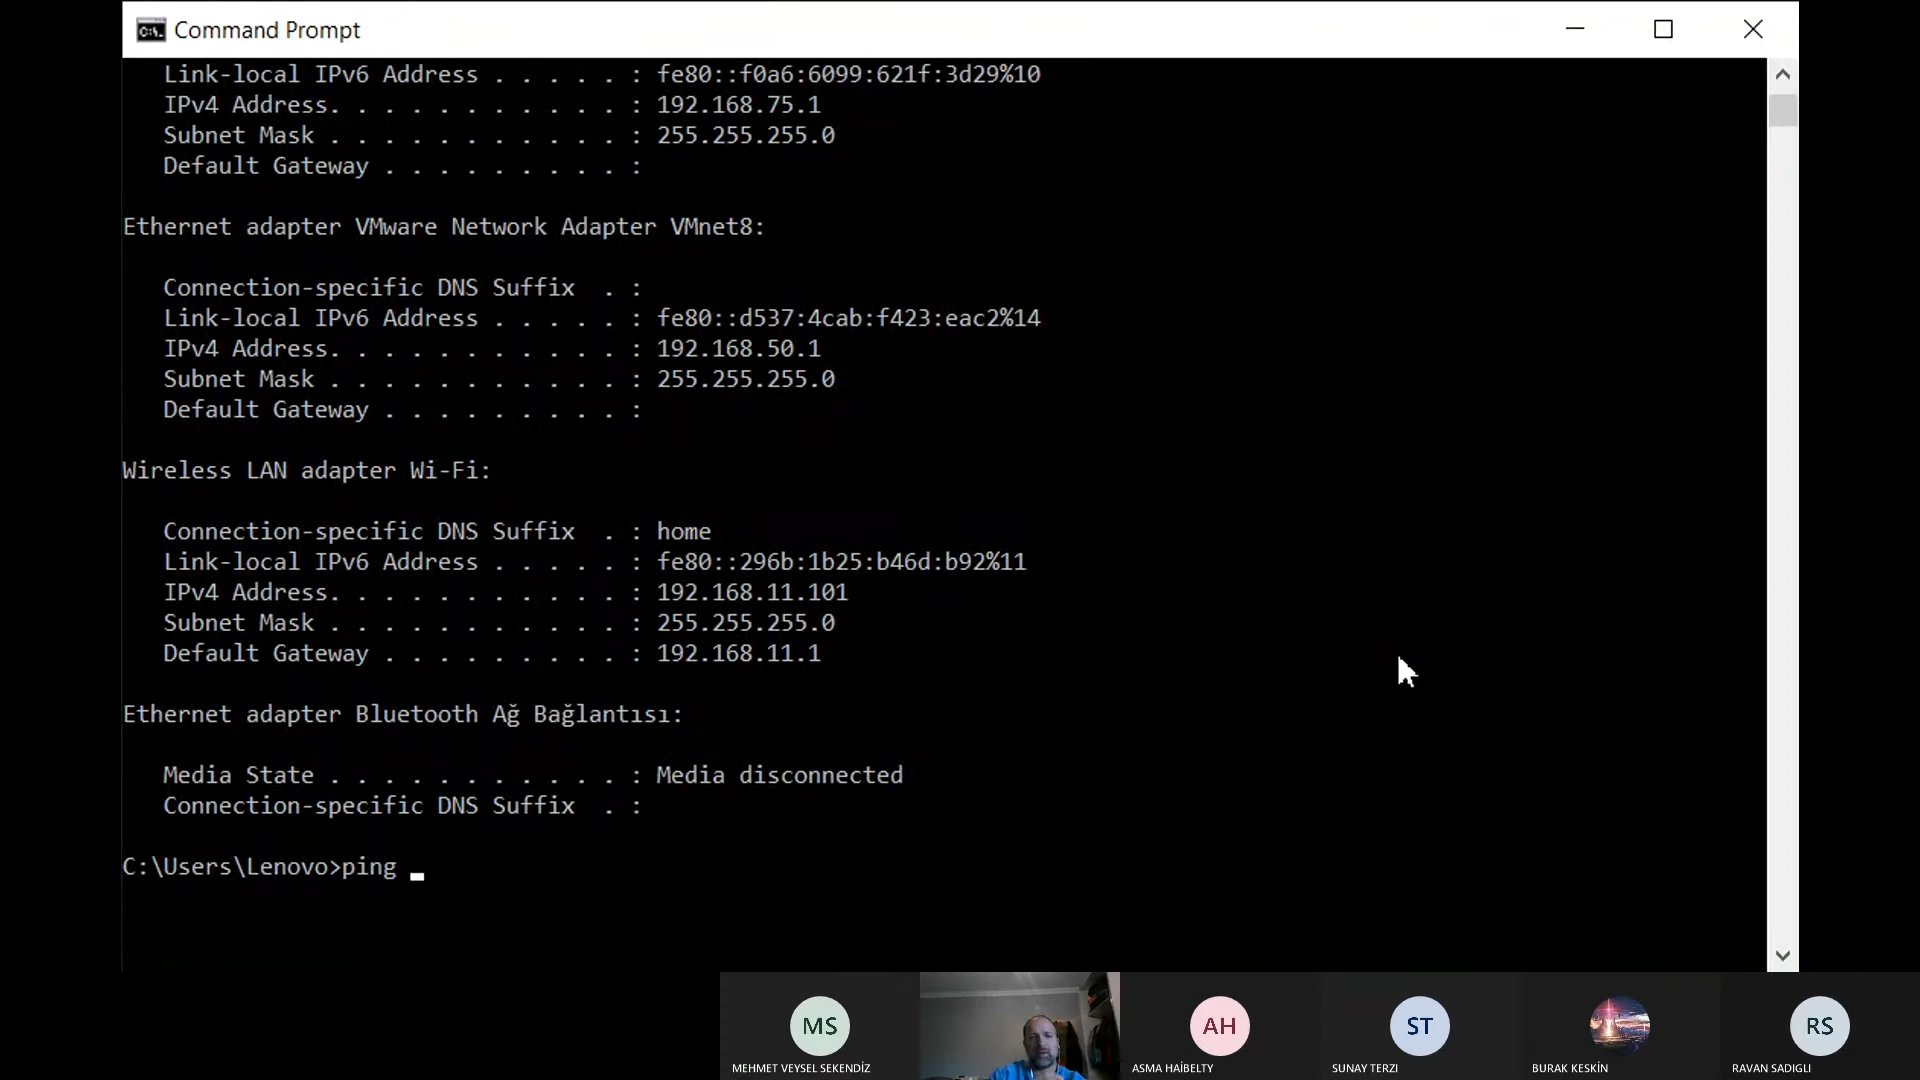 Command Prompt
Link-local IPv6 Address . . . . . : fe80::f0a6:6099:621f:3d29%10
IPv4 Address. . . . . . . . . . . : 192.168.75.1
Subnet Mask . . . . . . . . . . . : 255.255.255.0
Default Gateway . . . . . . . . . :
Ethernet adapter VMware Network Adapter VMnet8:
Connection-specific DNS Suffix  . :
Link-local IPv6 Address . . . . . : fe80::d537:4cab:f423:eac2%14
IPv4 Address. . . . . . . . . . . : 192.168.50.1
Subnet Mask . . . . . . . . . . . : 255.255.255.0
Default Gateway . . . . . . . . . :
Wireless LAN adapter Wi-Fi:
Connection-specific DNS Suffix  . : home
Link-local IPv6 Address . . . . . : fe80::296b:1b25:b46d:b92%11
IPv4 Address. . . . . . . . . . . : 192.168.11.101
Subnet Mask . . . . . . . . . . . : 255.255.255.0
Default Gateway . . . . . . . . . : 192.168.11.1
Ethernet adapter Bluetooth Ağ Bağlantısı:
Media State . . . . . . . . . . . : Media disconnected
Connection-specific DNS Suffix  . :
C:\Users\Lenovo>ping _
MS
AH
ST
RS
MEHMET VEYSEL SEKENDİZ
ASMA HAİBELTY
SUNAY TERZI
BURAK KESKİN
RAVAN SADIGLI